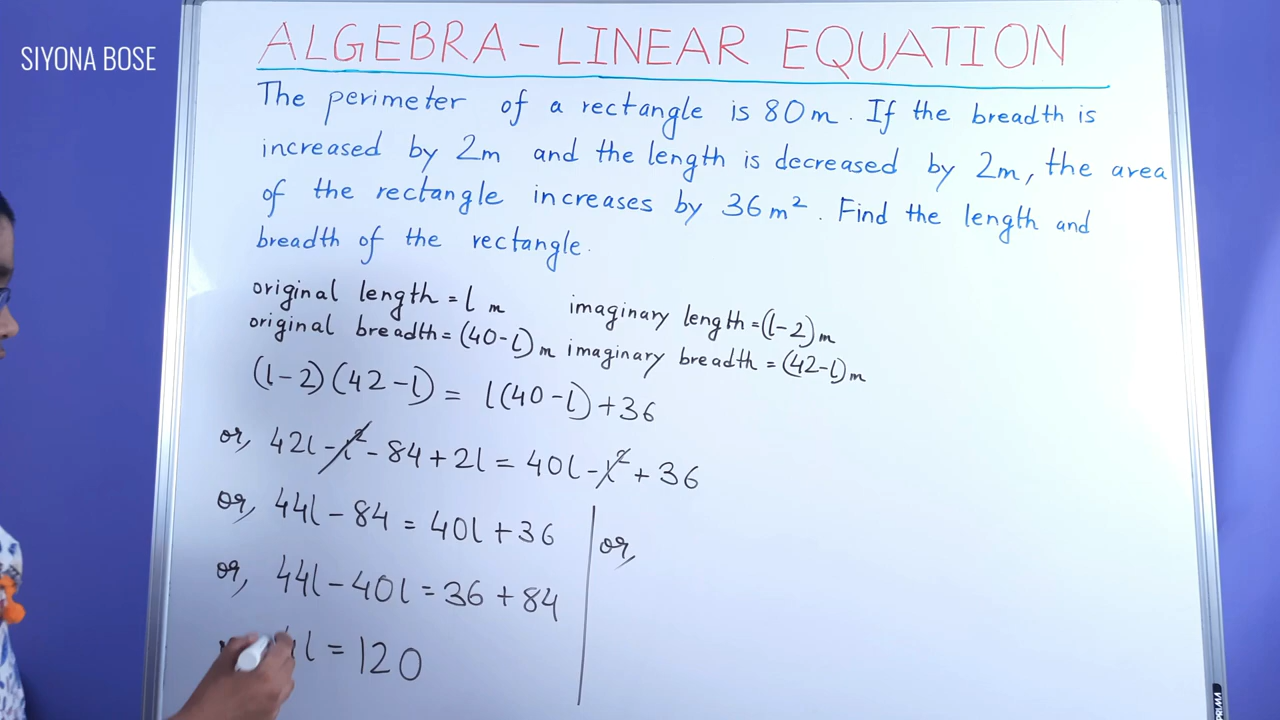 SIYONA BOSE
ALGEBRA-LINEAR EQUATION
The perimeter of a rectangle is 80m. If the breadth is
increased by 2m and the length is decreased by 2m, the area
of the rectangle increases by 36m². Find the length and
breadth of the rectangle.
original length = l m
original breadth = (40-l) m
imaginary length = (l-2) m
imaginary breadth = (42-l) m
(l-2)(42-l) = l(40-l)+36
or, 42l-l²-84+2l = 40l-l²+36
or, 44l-84 = 40l+36
or, 44l-40l = 36+84
4l = 120
or,
PRIMA